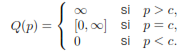 Q(p) = { ∞ si p > c,
[0, ∞] si p = c,
0 si p < c.